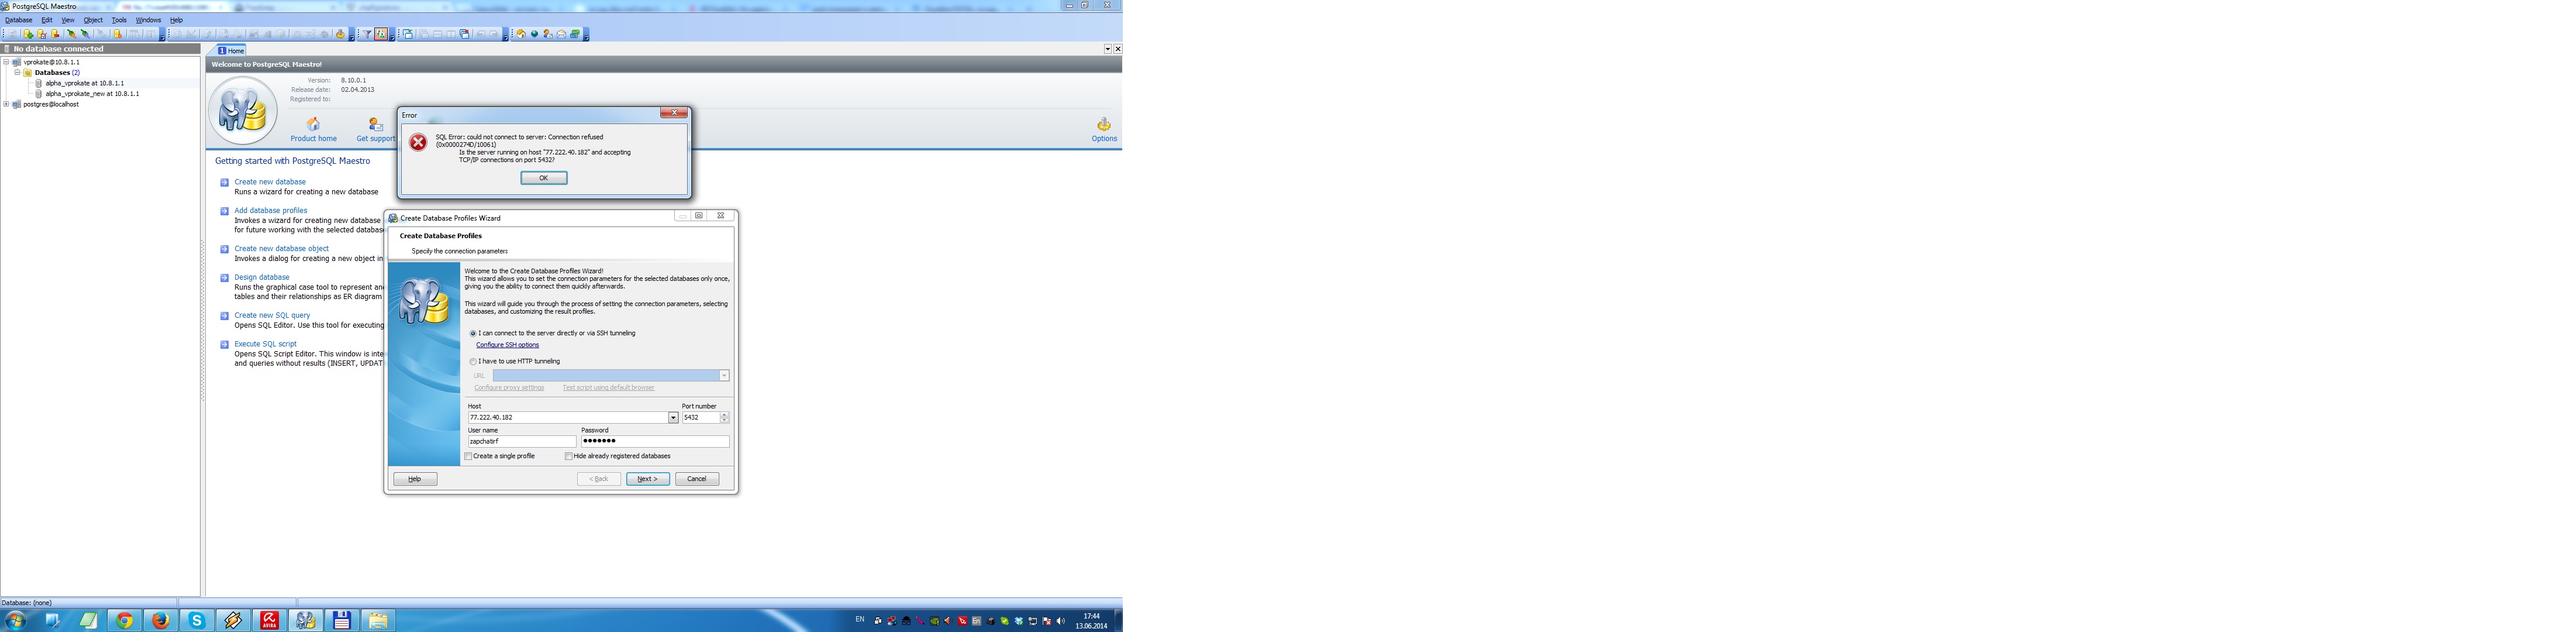 PostgreSQL Maestro
Database Edit View Object Tools Windows Help
No database connected
1 Home
vprokate@10.8.1.1
Databases (2)
alpha_vprokate at 10.8.1.1
alpha_vprokate_new at 10.8.1.1
postgres@localhost
Welcome to PostgreSQL Maestro!
Version: 8.10.0.1
Release date: 02.04.2013
Registered to:
Product home
Get support
Options
Error
SQL Error: could not connect to server: Connection refused
(0x0000274D/10061)
Is the server running on host "77.222.40.182" and accepting
TCP/IP connections on port 5432?
OK
Getting started with PostgreSQL Maestro
Create new database
Runs a wizard for creating a new database
Add database profiles
Invokes a wizard for creating new database
for future working with the selected databas
Create new database object
Invokes a dialog for creating a new object in
Design database
Runs the graphical case tool to represent an
tables and their relationships as ER diagram
Create new SQL query
Opens SQL Editor. Use this tool for executing
Execute SQL script
Opens SQL Script Editor. This window is inte
and queries without results (INSERT, UPDAT
Create Database Profiles Wizard
Create Database Profiles
Specify the connection parameters
Welcome to the Create Database Profiles Wizard!
This wizard allows you to set the connection parameters for the selected databases only once,
giving you the ability to connect them quickly afterwards.
This wizard will guide you through the process of setting the connection parameters, selecting
databases, and customizing the result profiles.
I can connect to the server directly or via SSH tunneling
Configure SSH options
I have to use HTTP tunneling
URL
Configure proxy settings Test script using default browser
Host Port number
77.222.40.182 5432
User name Password
zapchatirf
Create a single profile Hide already registered databases
Help < Back Next > Cancel
Database: (none)
AVIRA
EN
En
17:44
13.06.2014